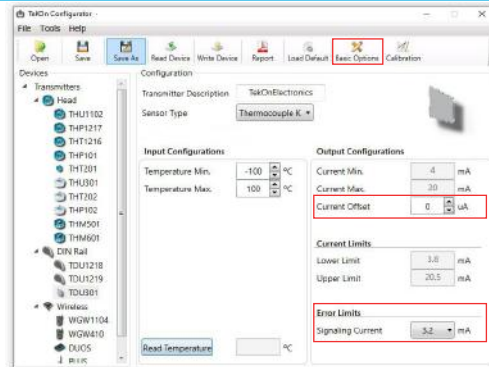 TekOn Configurator -
File Tools Help
Open Save Save As Read Device Write Device Report Load Default Basic Options Calibration
Devices
Transmitters
Head
THU1102
THP1217
THT1216
THP101
THT201
THU301
THT202
THP102
THM501
THM601
DIN Rail
TDU1218
TDU1219
TDU301
Wireless
WGW1104
WGW410
DUOS
PLUS
Configuration
Transmitter Description TekOnElectronics
Sensor Type Thermocouple K
Input Configurations
Temperature Min. -100 ºC
Temperature Max. 100 ºC
Read Temperature ºC
Output Configurations
Current Min. 4 mA
Current Max. 20 mA
Current Offset 0 uA
Current Limits
Lower Limit 3.8 mA
Upper Limit 20.5 mA
Error Limits
Signaling Current 3.2 mA